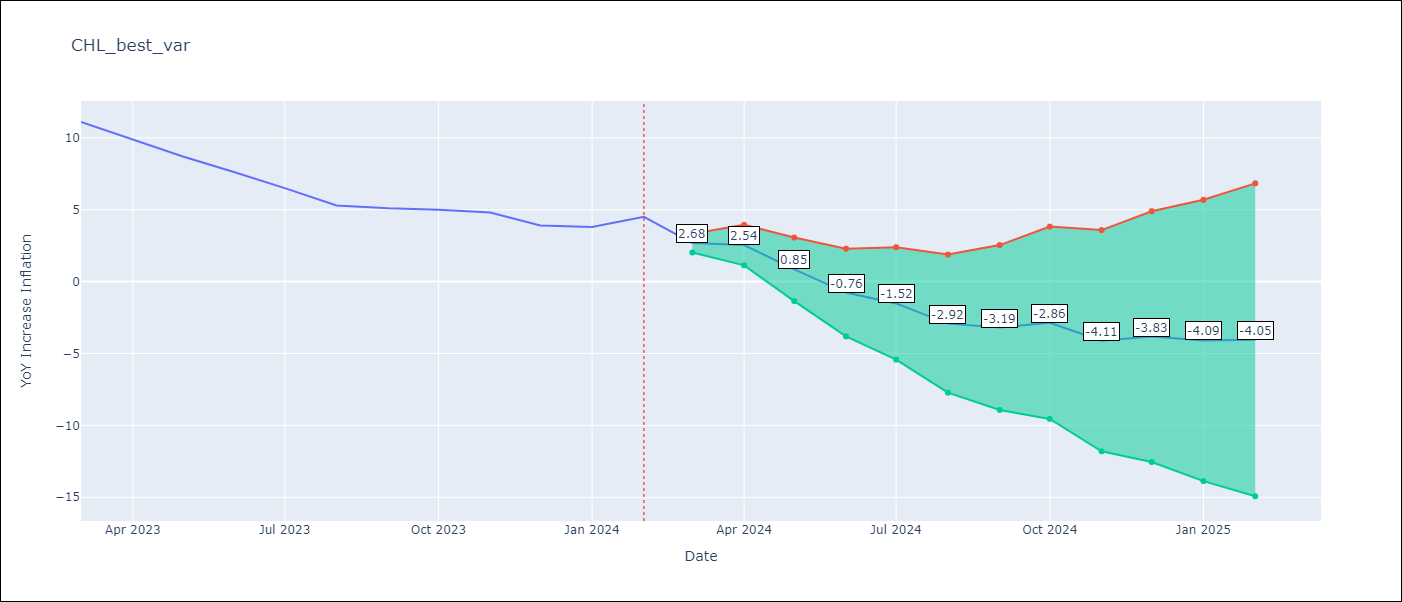 CHL_best_var
YoY Increase Inflation
10
5
0
−5
−10
−15
2.68
2.54
0.85
-0.76
-1.52
-2.92
-3.19
-2.86
-4.11
-3.83
-4.09
-4.05
Apr 2023
Jul 2023
Oct 2023
Jan 2024
Apr 2024
Jul 2024
Oct 2024
Jan 2025
Date